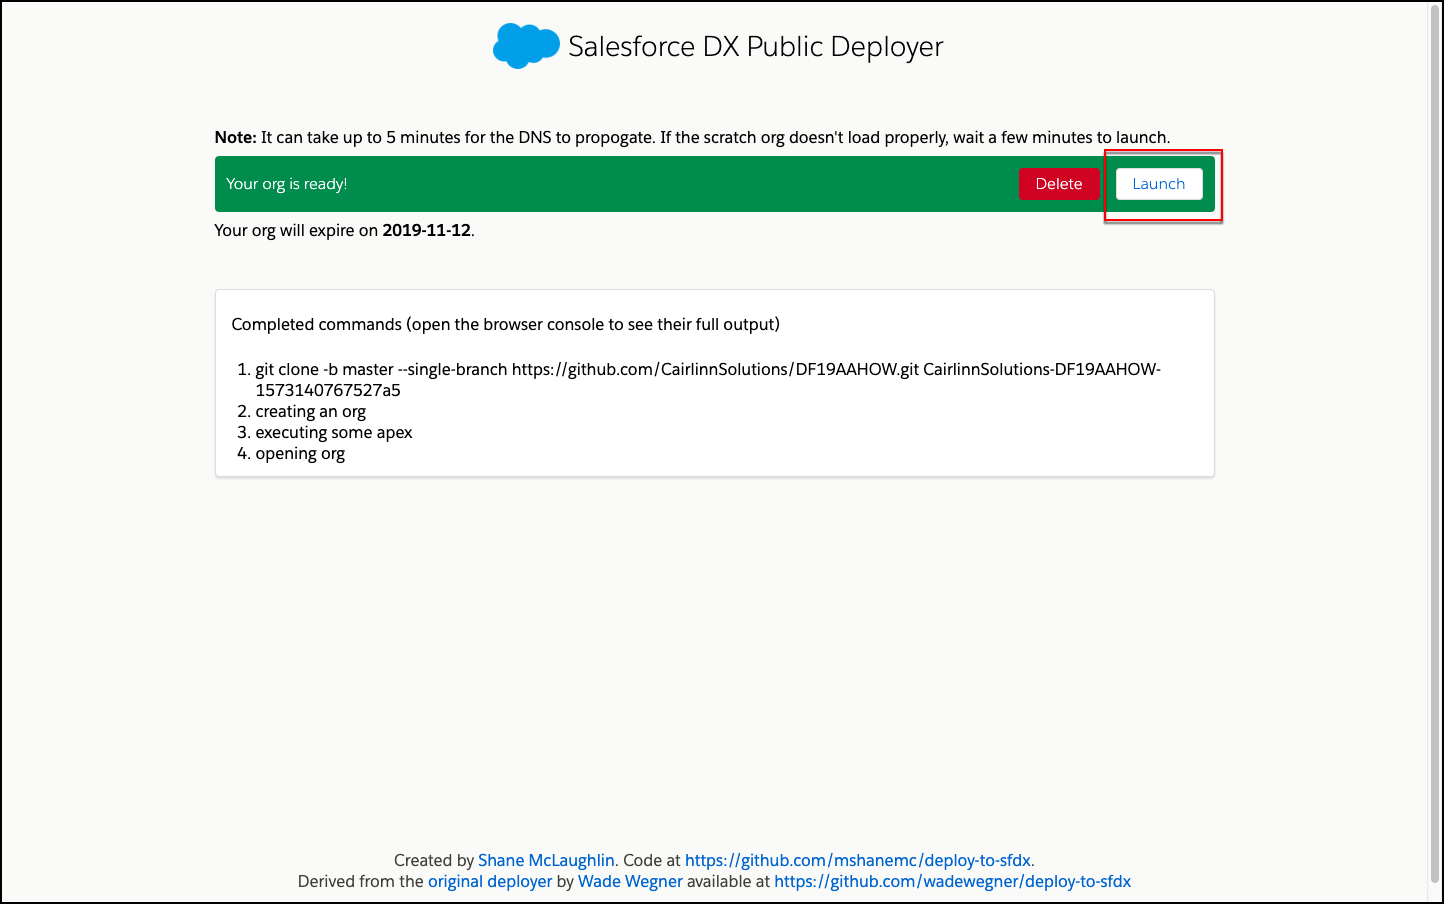 Salesforce DX Public Deployer
Note: It can take up to 5 minutes for the DNS to propogate. If the scratch org doesn't load properly, wait a few minutes to launch.
Your org is ready!
Delete
Launch
Your org will expire on 2019-11-12.
Completed commands (open the browser console to see their full output)
1. git clone -b master --single-branch https://github.com/CairlinnSolutions/DF19AAHOW.git CairlinnSolutions-DF19AAHOW-
1573140767527a5
2. creating an org
3. executing some apex
4. opening org
Created by Shane McLaughlin. Code at https://github.com/mshanemc/deploy-to-sfdx.
Derived from the original deployer by Wade Wegner available at https://github.com/wadewegner/deploy-to-sfdx